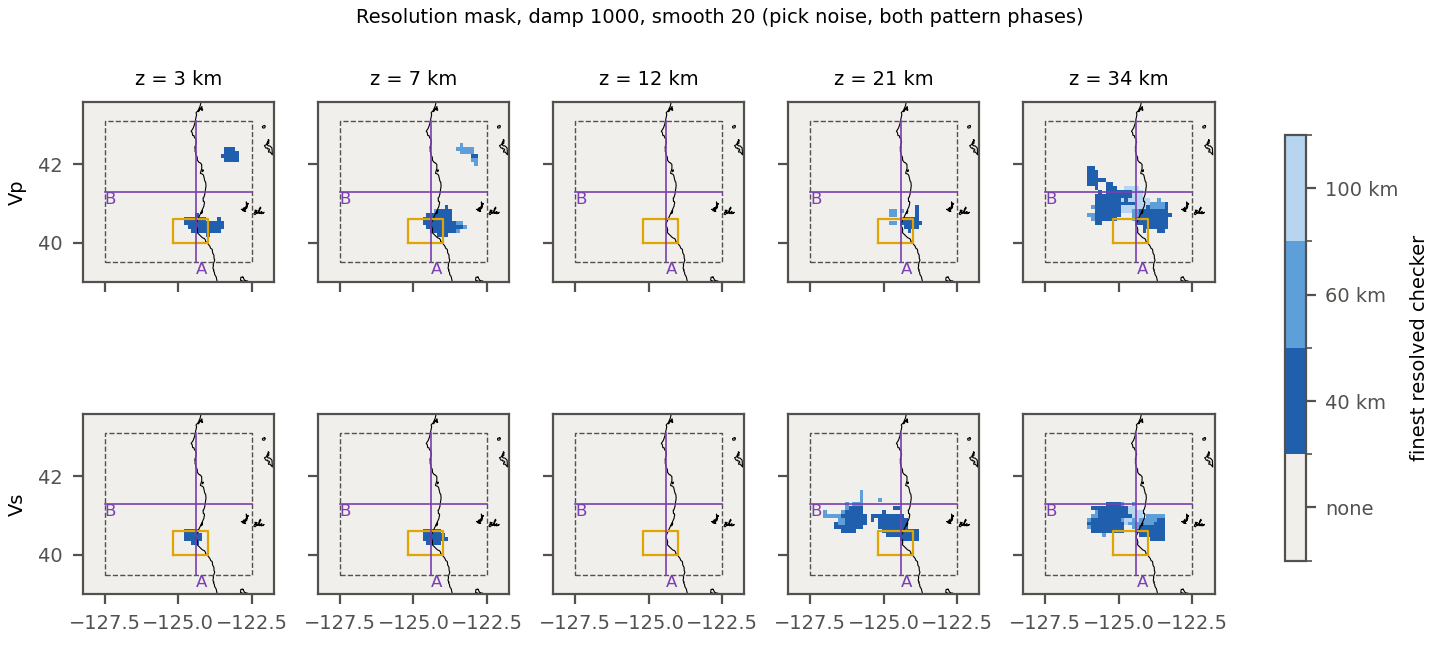 Resolution mask, damp 1000, smooth 20 (pick noise, both pattern phases)
z = 3 km
z = 7 km
z = 12 km
z = 21 km
z = 34 km
Vp
42
40
B
A
B
A
B
A
B
A
B
A
Vs
42
40
B
A
B
A
B
A
B
A
B
A
−127.5 −125.0 −122.5
−127.5 −125.0 −122.5
−127.5 −125.0 −122.5
−127.5 −125.0 −122.5
−127.5 −125.0 −122.5
100 km
60 km
40 km
none
finest resolved checker